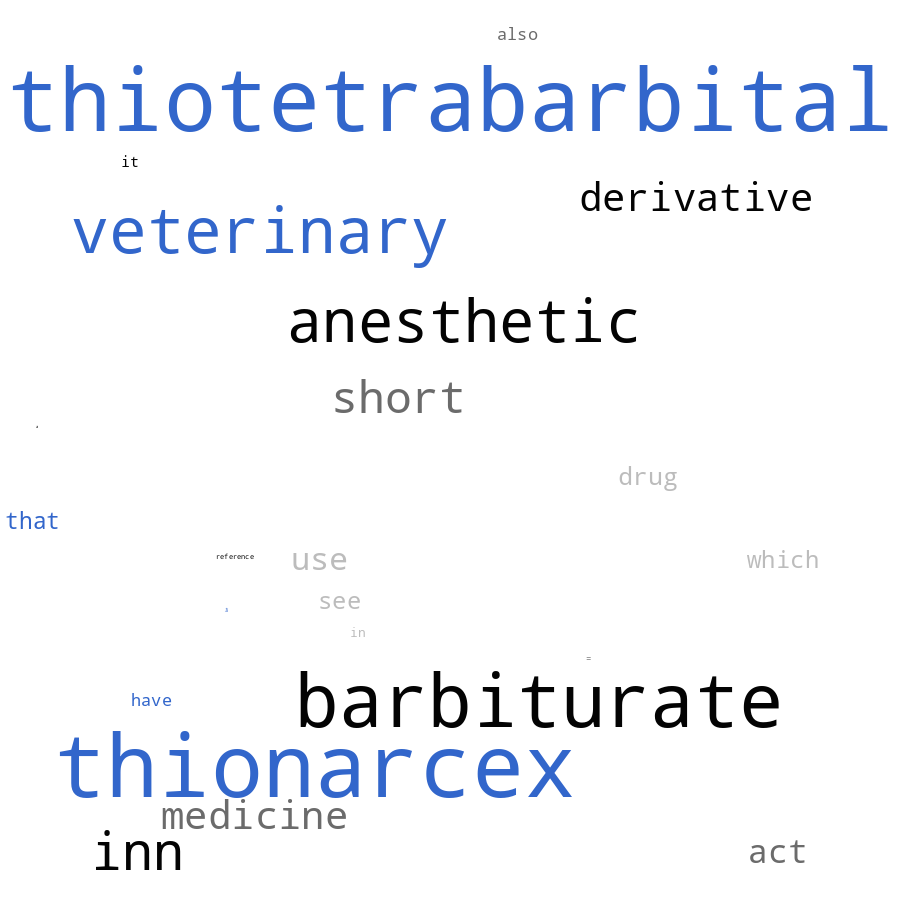 also
thiotetrabarbital
it
derivative
veterinary
anesthetic
short
.
drug
that
reference
use
which
see
in
=
have
barbiturate
thionarcex
medicine
inn
act